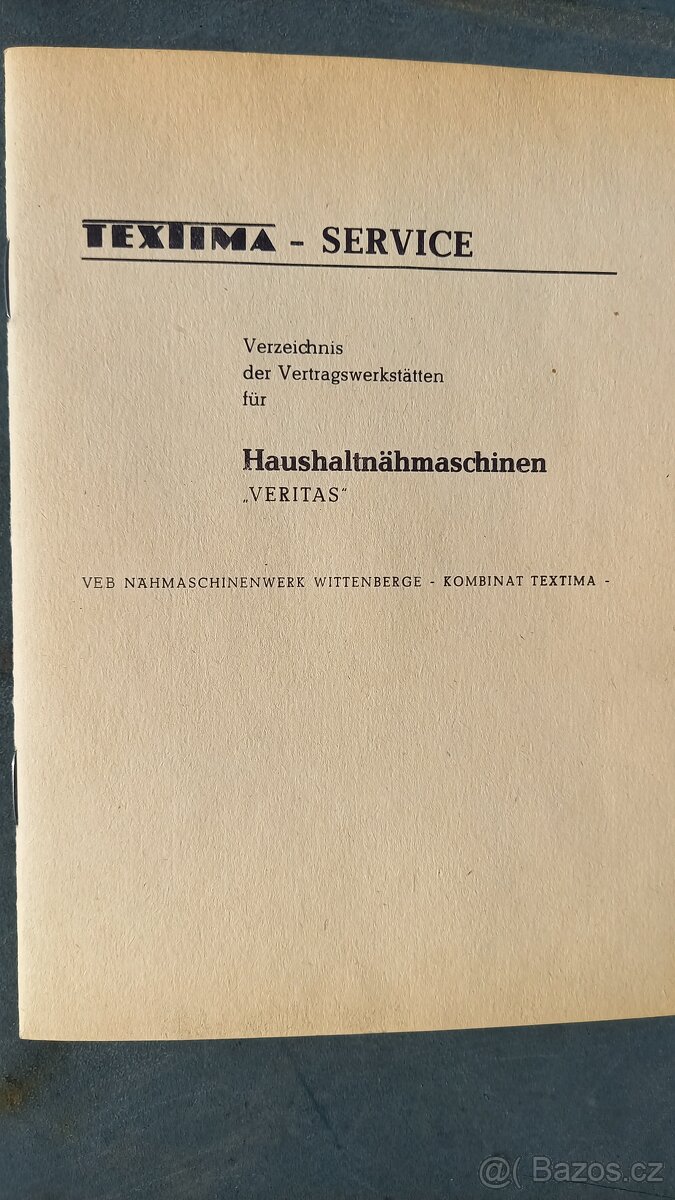 TEXTIMA - SERVICE
Verzeichnis
der Vertragswerkstätten
für
Haushaltnähmaschinen
„VERITAS“
VEB NÄHMASCHINENWERK WITTENBERGE - KOMBINAT TEXTIMA -
@( Bazos.cz